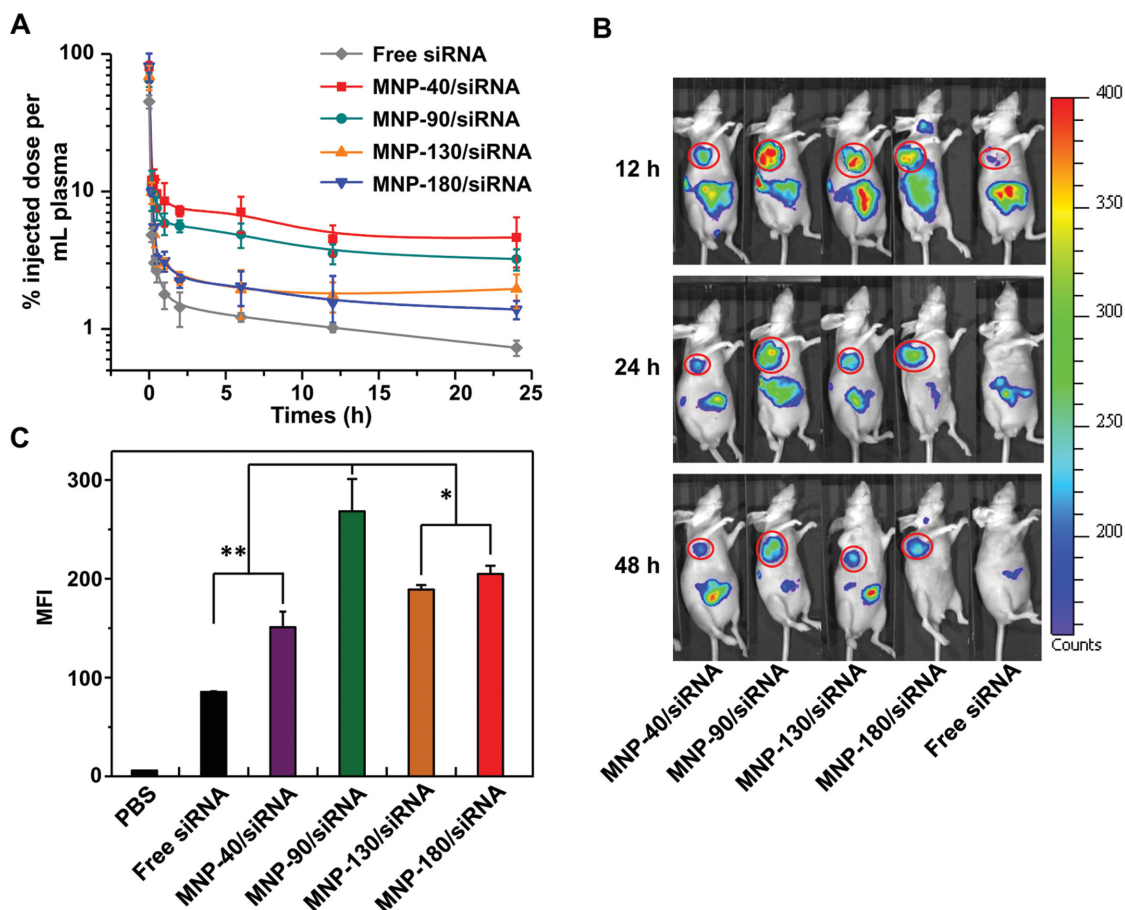 A
% injected dose per
mL plasma
100
10
1
0
5
10
15
20
25
Times (h)
Free siRNA
MNP-40/siRNA
MNP-90/siRNA
MNP-130/siRNA
MNP-180/siRNA
B
12 h
24 h
48 h
400
350
300
250
200
Counts
MNP-40/siRNA
MNP-90/siRNA
MNP-130/siRNA
MNP-180/siRNA
Free siRNA
C
MFI
300
200
100
0
**
*
PBS
Free siRNA
MNP-40/siRNA
MNP-90/siRNA
MNP-130/siRNA
MNP-180/siRNA